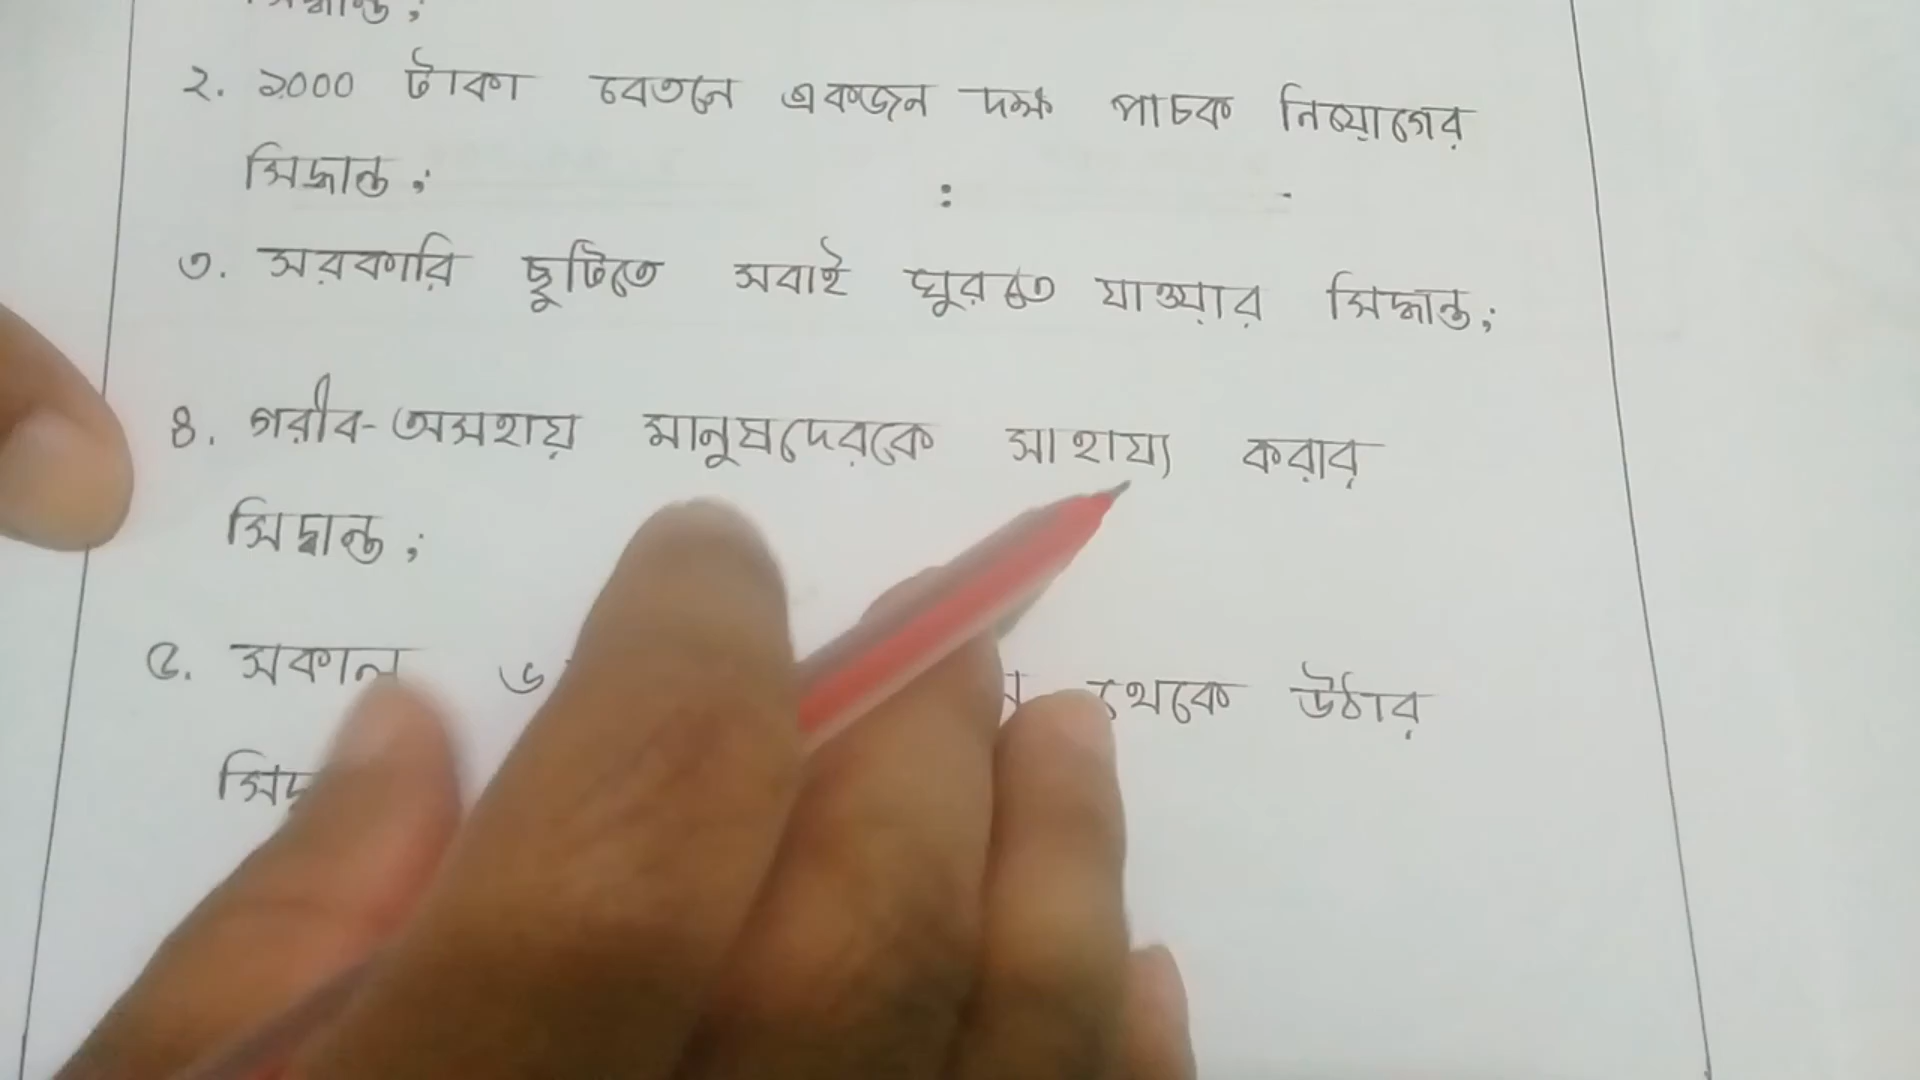 সিদ্ধান্ত;
২. ২০০০ টাকা বেতনে একজন দক্ষ পাচক নিয়োগের
সিদ্ধান্ত;
৩. সরকারি ছুটিতে সবাই ঘুরতে যাওয়ার সিদ্ধান্ত;
৪. গরীব-অসহায় মানুষদেরকে সাহায্য করার
সিদ্ধান্ত;
৫. সকাল থেকে উঠার